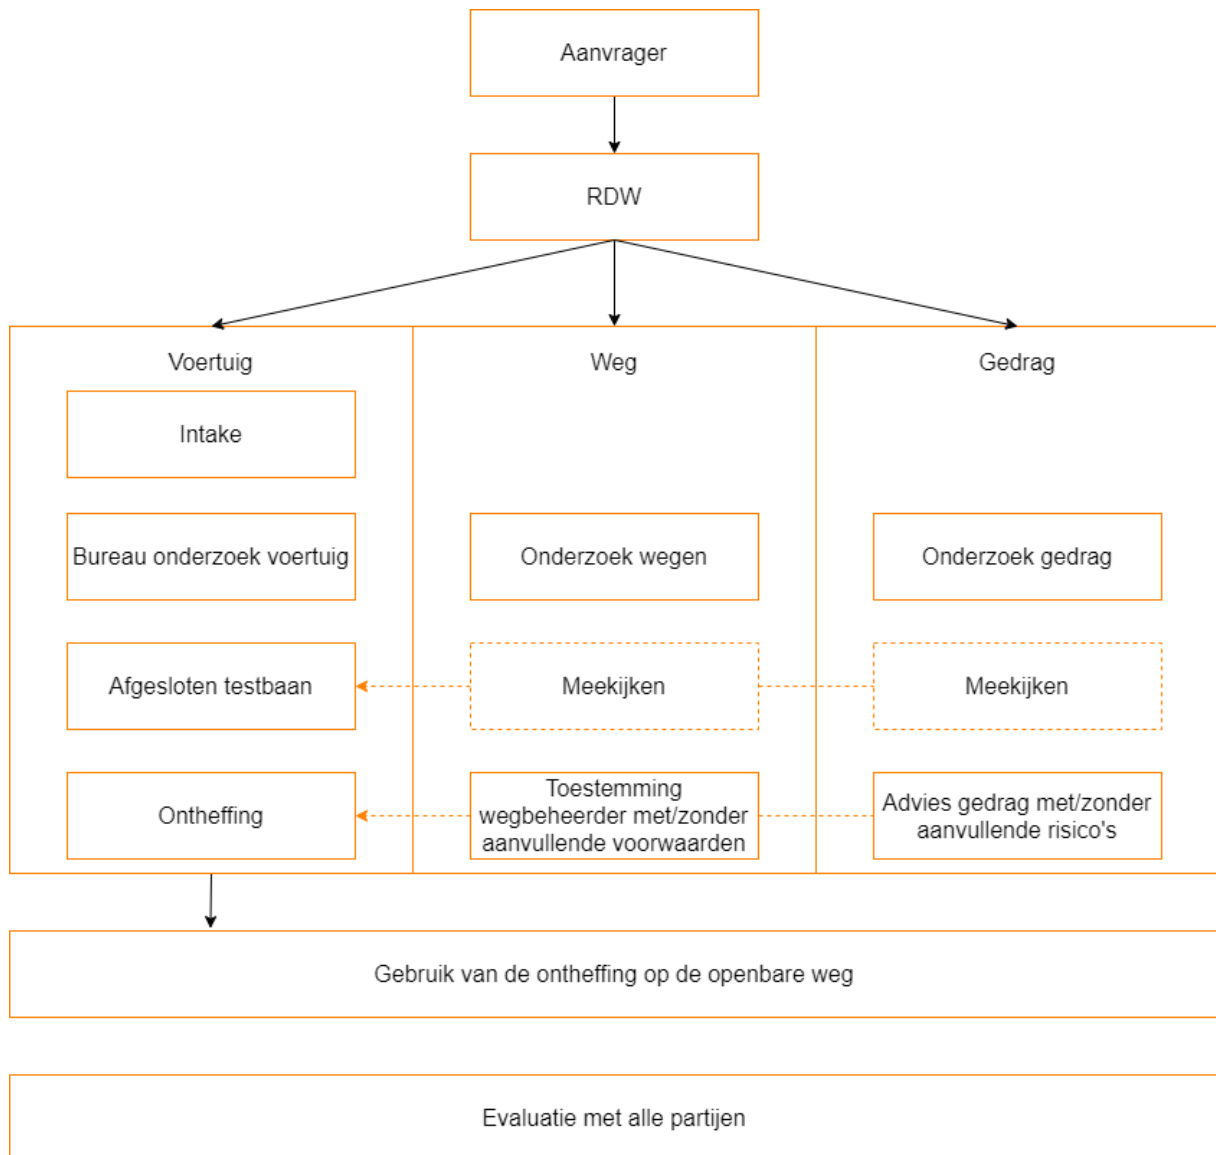 Aanvrager
RDW
Voertuig
Weg
Gedrag
Intake
Bureau onderzoek voertuig
Onderzoek wegen
Onderzoek gedrag
Afgesloten testbaan
Meekijken
Meekijken
Ontheffing
Toestemming
wegbeheerder met/zonder
aanvullende voorwaarden
Advies gedrag met/zonder
aanvullende risico's
Gebruik van de ontheffing op de openbare weg
Evaluatie met alle partijen